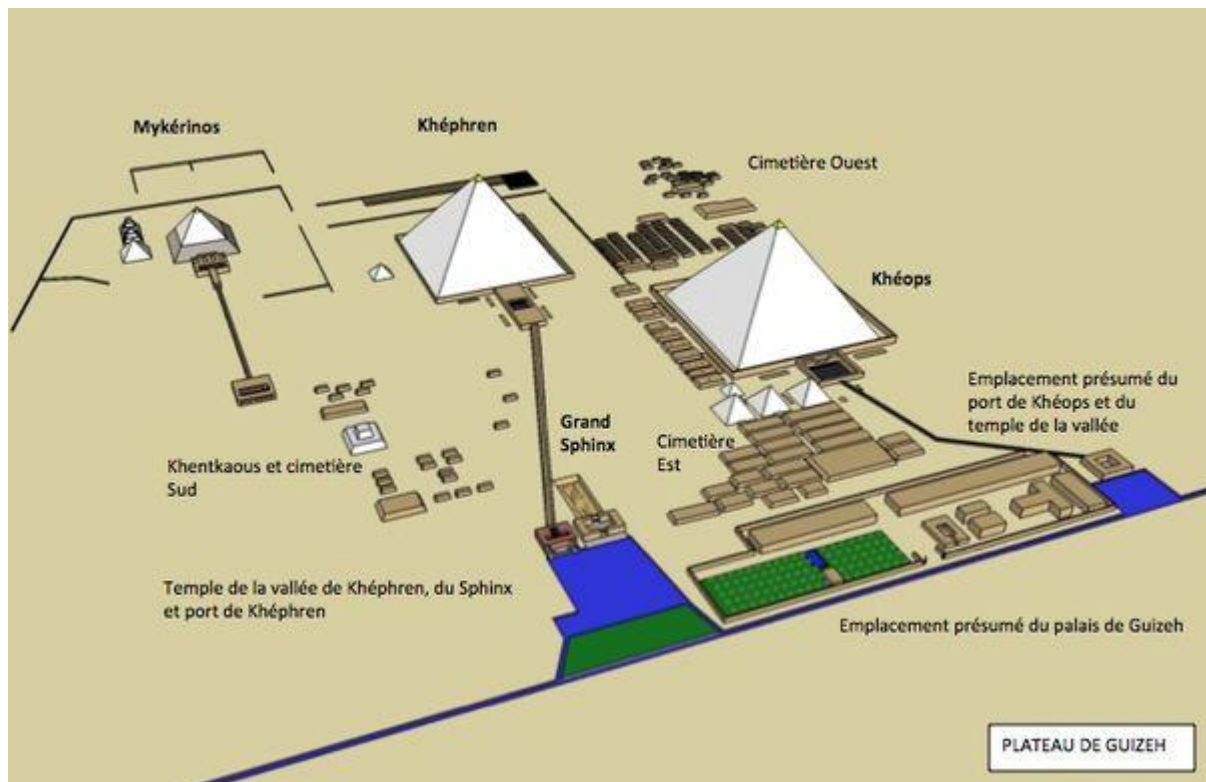 Mykérinos
Khéphren
Cimetière Ouest
Khéops
Emplacement présumé du
port de Khéops et du
temple de la vallée
Grand
Sphinx
Cimetière
Est
Khentkaous et cimetière
Sud
Temple de la vallée de Khéphren, du Sphinx
et port de Khéphren
Emplacement présumé du palais de Guizeh
PLATEAU DE GUIZEH